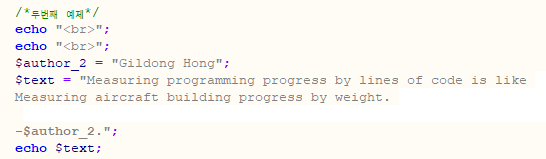 /*두번째 예제*/
echo "<br>";
echo "<br>";
$author_2 = "Gildong Hong";
$text = "Measuring programming progress by lines of code is like
Measuring aircraft building progress by weight.
-$author_2.";
echo $text;